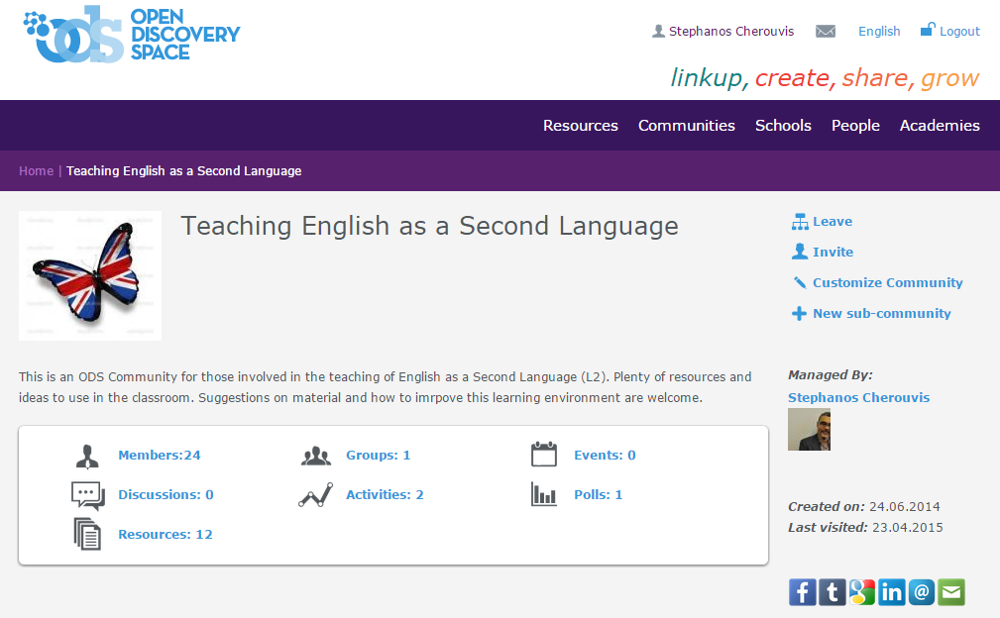 OPEN
DISCOVERY
SPACE
ods
Stephanos Cherouvis English Logout
linkup, create, share, grow
Resources Communities Schools People Academies
Home | Teaching English as a Second Language
Teaching English as a Second Language
Leave
Invite
Customize Community
New sub-community
This is an ODS Community for those involved in the teaching of English as a Second Language (L2). Plenty of resources and
ideas to use in the classroom. Suggestions on material and how to imrpove this learning environment are welcome.
Managed By:
Stephanos Cherouvis
Members:24 Groups: 1 Events: 0
Discussions: 0 Activities: 2 Polls: 1
Resources: 12
Created on: 24.06.2014
Last visited: 23.04.2015
f t g in @